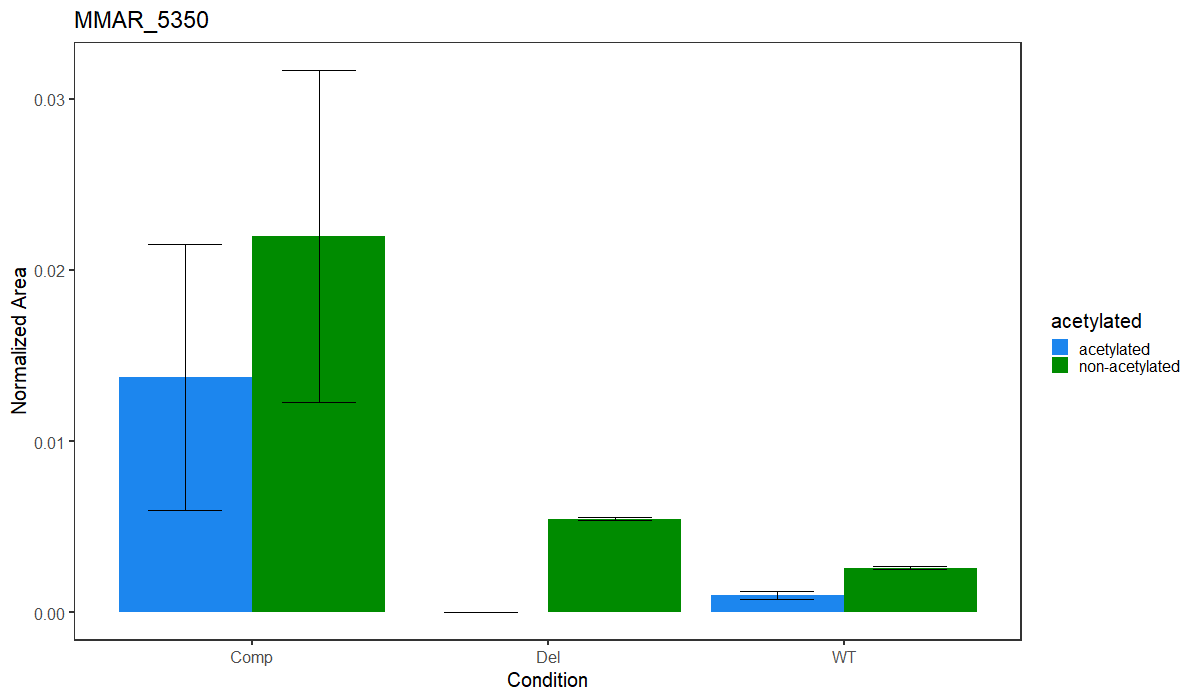 MMAR_5350
Normalized Area
0.03
0.02
0.01
0.00
Comp
Del
WT
Condition
acetylated
acetylated
non-acetylated